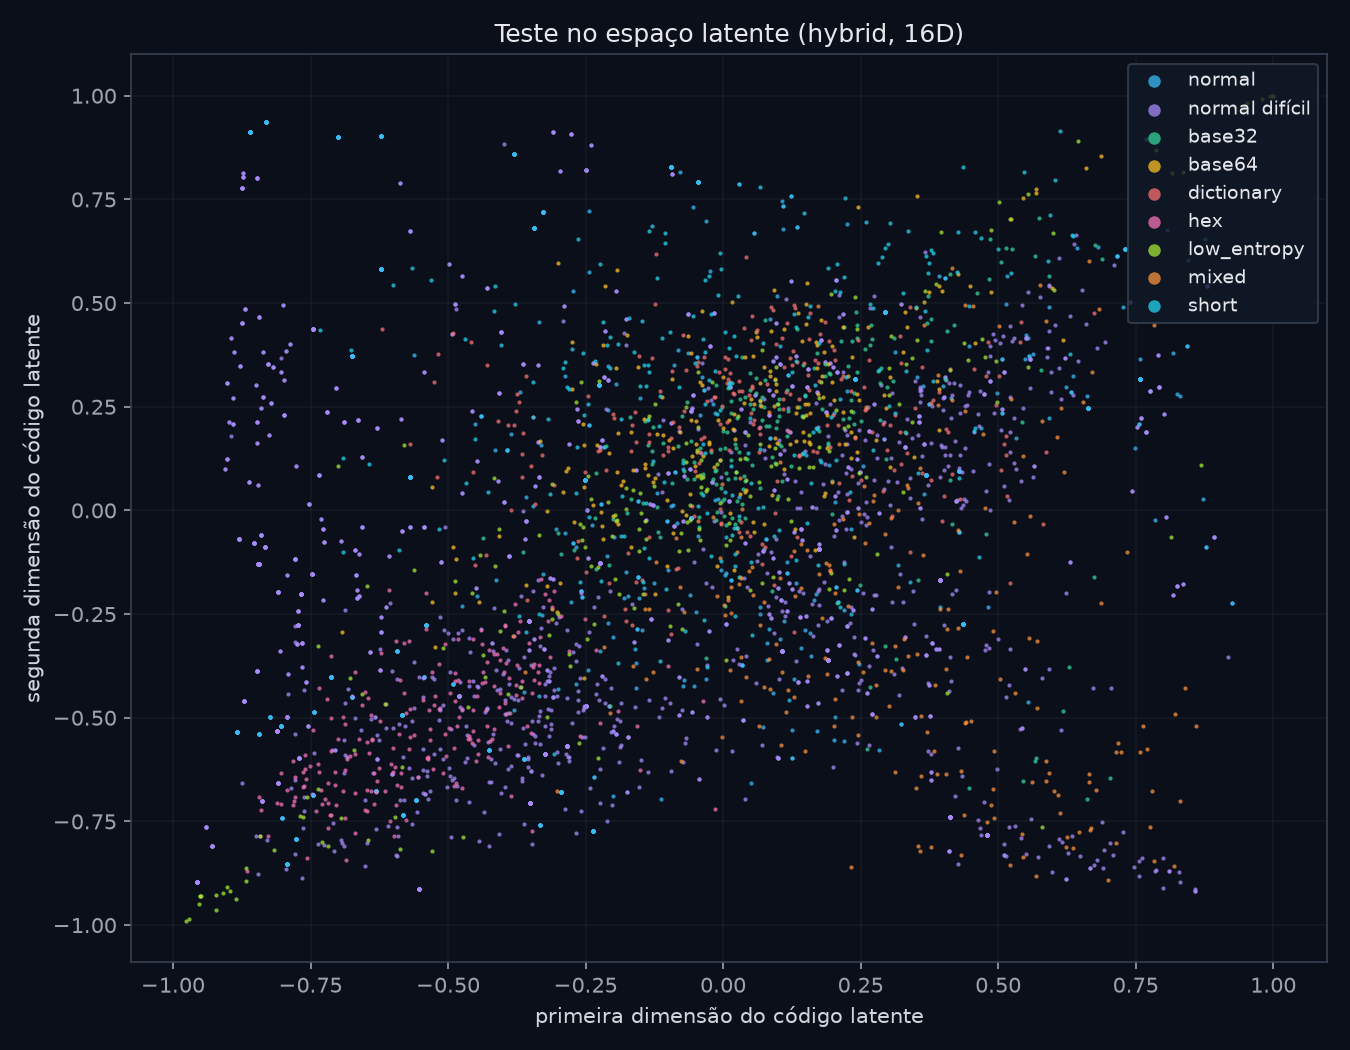 Teste no espaço latente (hybrid, 16D)
normal
normal difícil
base32
base64
dictionary
hex
low_entropy
mixed
short
1.00
0.75
0.50
0.25
0.00
−0.25
−0.50
−0.75
−1.00
segunda dimensão do código latente
−1.00
−0.75
−0.50
−0.25
0.00
0.25
0.50
0.75
1.00
primeira dimensão do código latente